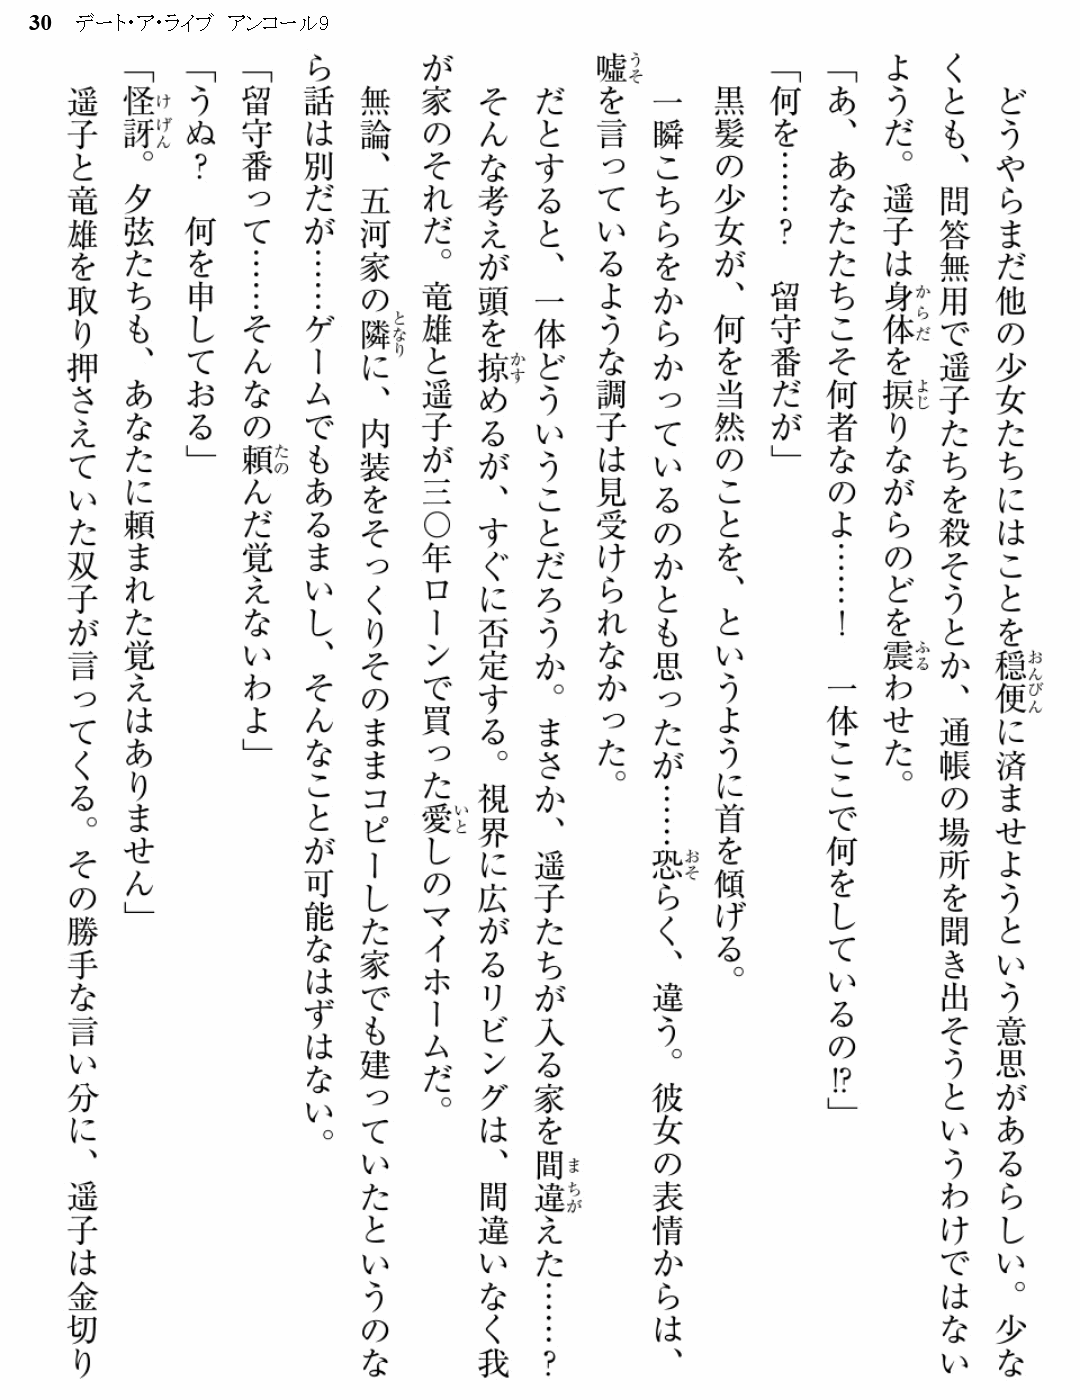 30 デート・ア・ライブ アンコール9
どうやらまだ他の少女たちにはことを穏便に済ませようという意思があるらしい。少な
くとも、問答無用で遥子たちを殺そうとか、通帳の場所を聞き出そうというわけではない
ようだ。遥子は身体を捩りながらのどを震わせた。
「あ、あなたたちこそ何者なのよ……！　一体ここで何をしているの!?」
「何を……？　留守番だが」
黒髪の少女が、何を当然のことを、というように首を傾げる。
一瞬こちらをからかっているのかとも思ったが……恐らく、違う。彼女の表情からは、
嘘を言っているような調子は見受けられなかった。
だとすると、一体どういうことだろうか。まさか、遥子たちが入る家を間違えた……？
そんな考えが頭を掠めるが、すぐに否定する。視界に広がるリビングは、間違いなく我
が家のそれだ。竜雄と遥子が三〇年ローンで買った愛しのマイホームだ。
無論、五河家の隣に、内装をそっくりそのままコピーした家でも建っていたというのな
ら話は別だが……ゲームでもあるまいし、そんなことが可能なはずはない。
「留守番って……そんなの頼んだ覚えないわよ」
「うぬ？　何を申しておる」
「怪訝。夕弦たちも、あなたに頼まれた覚えはありません」
遥子と竜雄を取り押さえていた双子が言ってくる。その勝手な言い分に、遥子は金切り